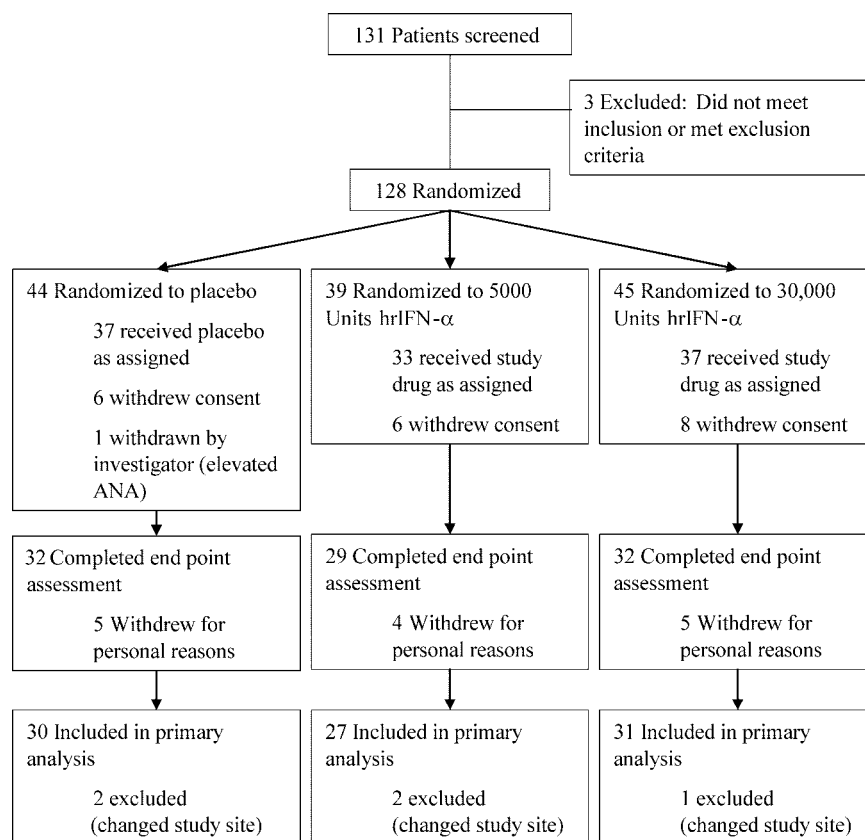 131 Patients screened
3 Excluded: Did not meet
inclusion or met exclusion
criteria
128 Randomized
44 Randomized to placebo
37 received placebo
as assigned
6 withdrew consent
1 withdrawn by
investigator (elevated
ANA)
39 Randomized to 5000
Units hrIFN-α
33 received study
drug as assigned
6 withdrew consent
45 Randomized to 30,000
Units hrIFN-α
37 received study
drug as assigned
8 withdrew consent
32 Completed end point
assessment
5 Withdrew for
personal reasons
29 Completed end point
assessment
4 Withdrew for
personal reasons
32 Completed end point
assessment
5 Withdrew for
personal reasons
30 Included in primary
analysis
2 excluded
(changed study site)
27 Included in primary
analysis
2 excluded
(changed study site)
31 Included in primary
analysis
1 excluded
(changed study site)